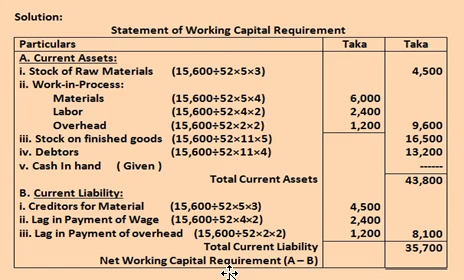 Solution:
Statement of Working Capital Requirement
Particulars Taka Taka
A. Current Assets:
i. Stock of Raw Materials (15,600÷52×5×3) 4,500
ii. Work-in-Process:
Materials (15,600÷52×5×4) 6,000
Labor (15,600÷52×4×2) 2,400
Overhead (15,600÷52×2×2) 1,200 9,600
iii. Stock on finished goods (15,600÷52×11×5) 16,500
iv. Debtors (15,600÷52×11×4) 13,200
v. Cash In hand ( Given ) ------
Total Current Assets 43,800
B. Current Liability:
i. Creditors for Material (15,600÷52×5×3) 4,500
ii. Lag in Payment of Wage (15,600÷52×4×2) 2,400
iii. Lag in Payment of overhead (15,600÷52×2×2) 1,200 8,100
Total Current Liability 35,700
Net Working Capital Requirement (A – B)